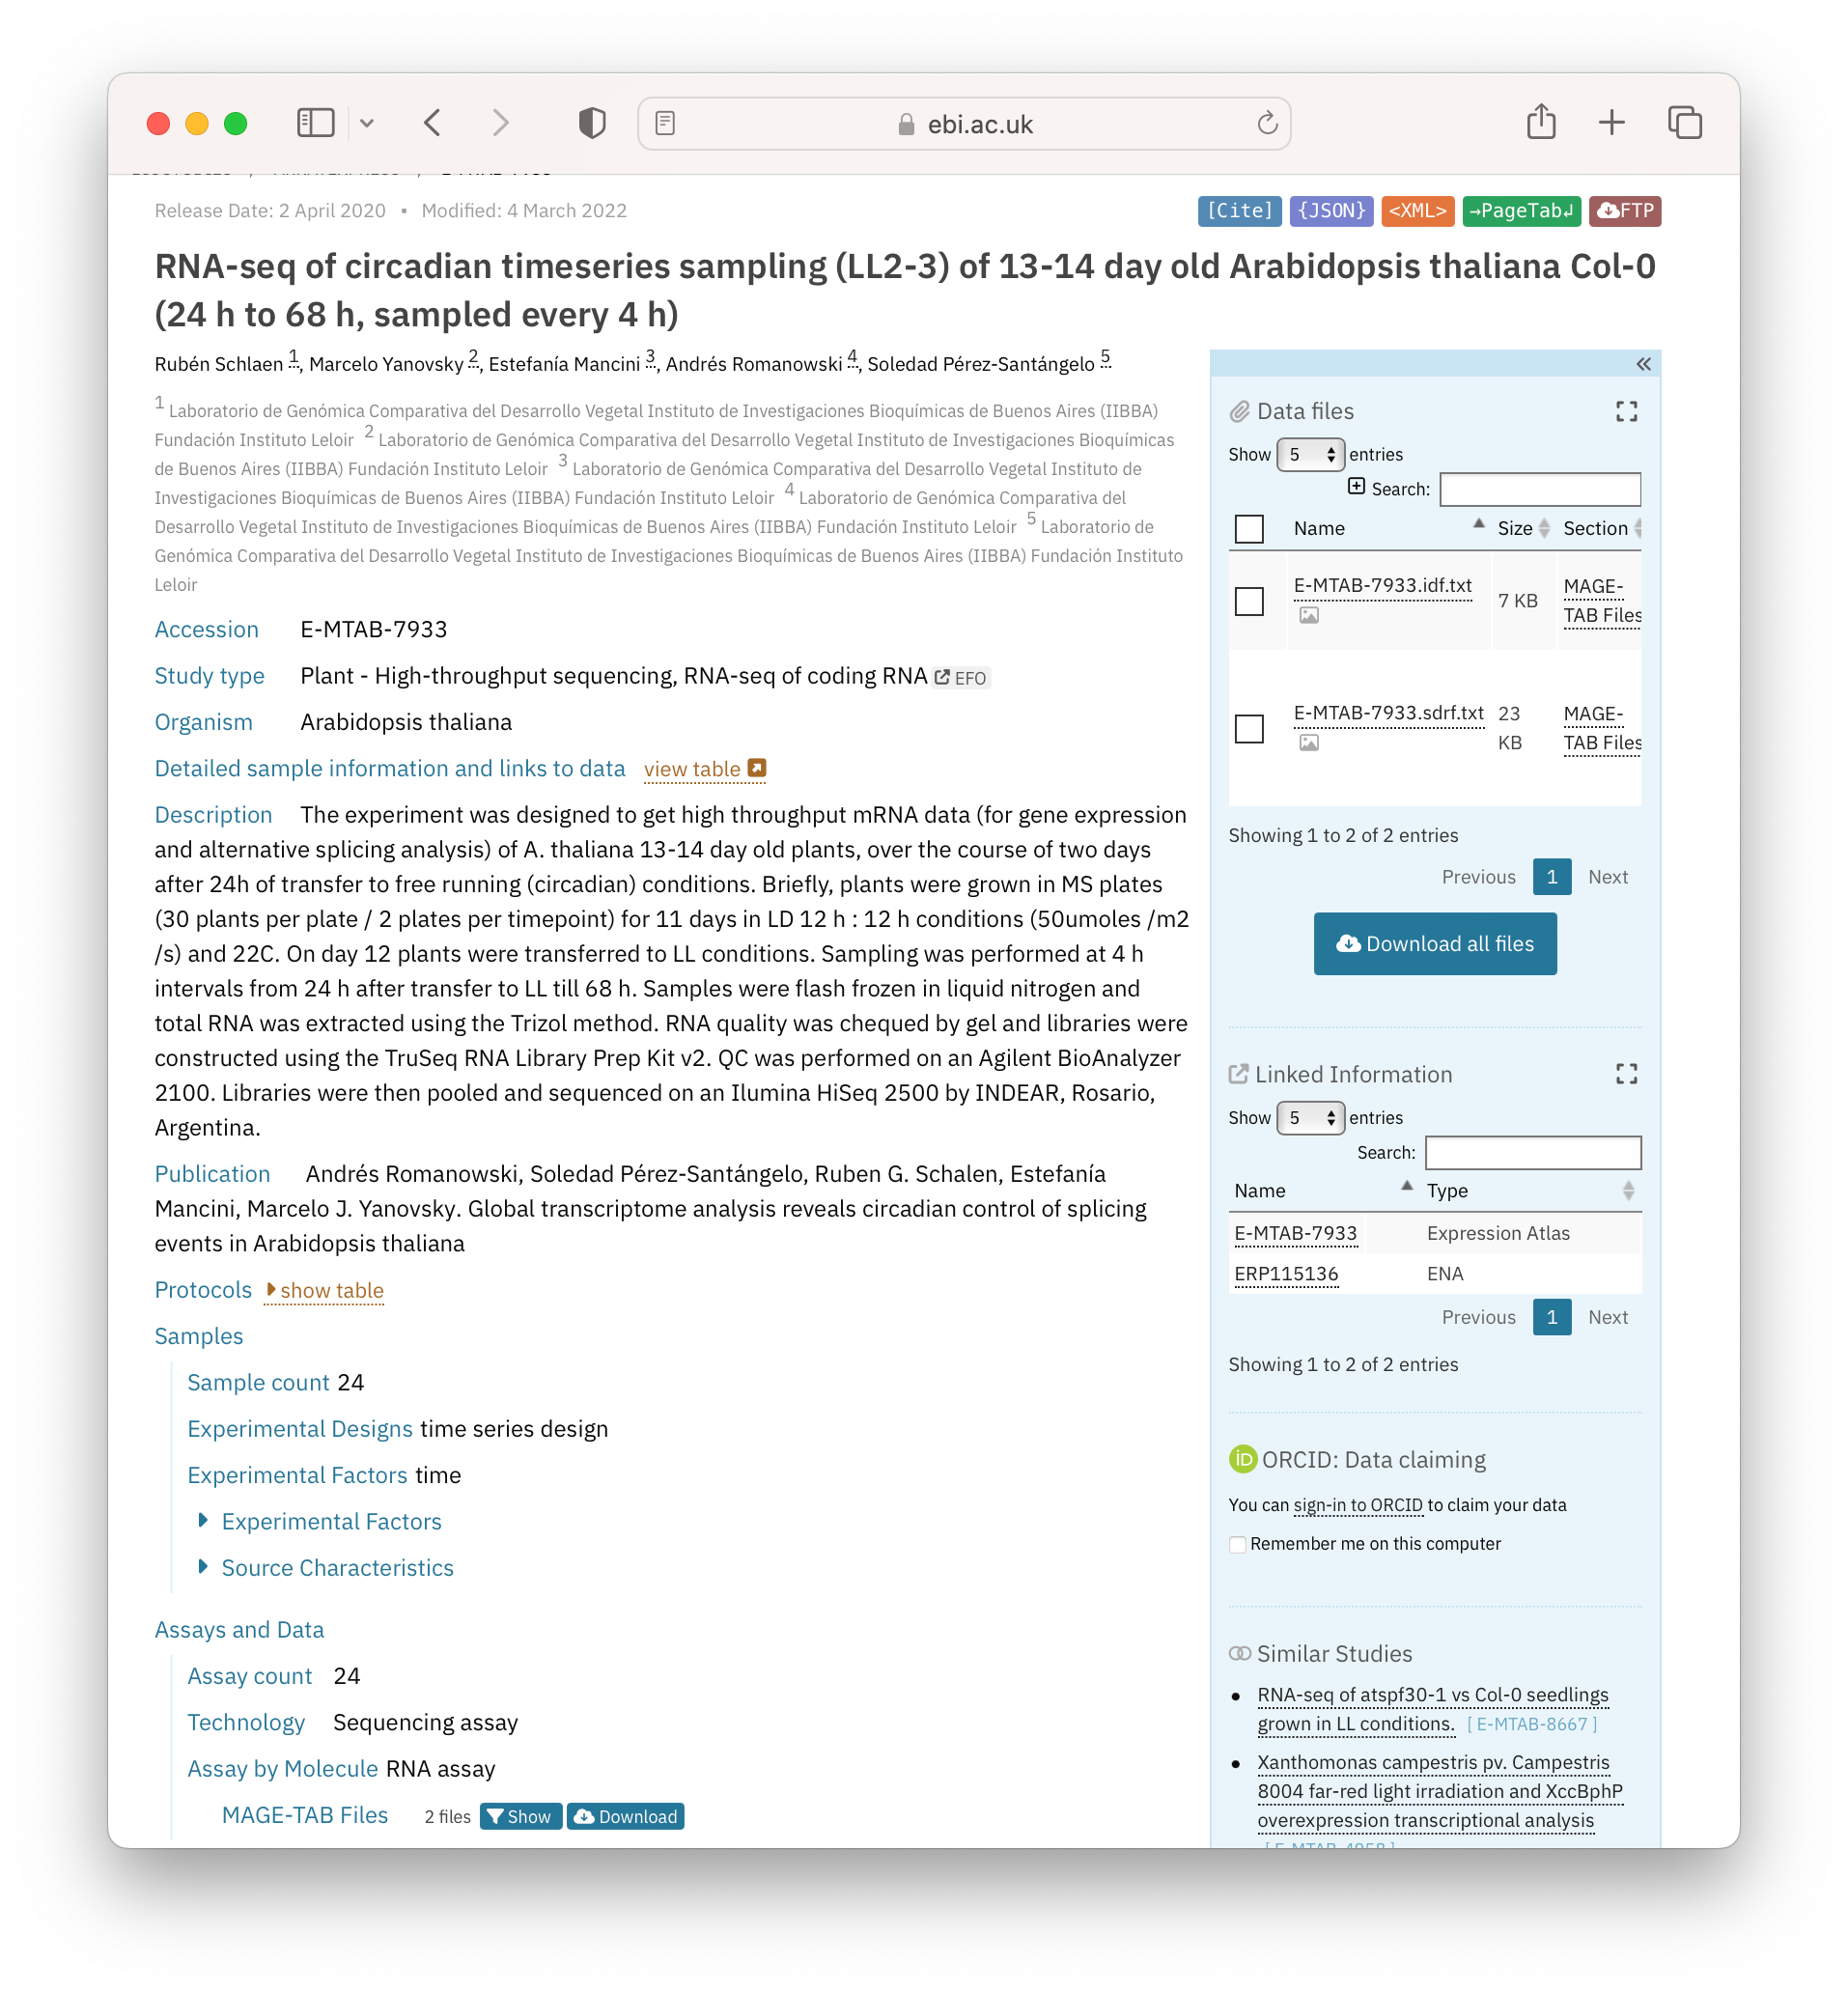 ebi.ac.uk
Release Date: 2 April 2020 ▪ Modified: 4 March 2022
[Cite] {JSON} <XML> →PageTab↲ FTP
RNA-seq of circadian timeseries sampling (LL2-3) of 13-14 day old Arabidopsis thaliana Col-0
(24 h to 68 h, sampled every 4 h)
Rubén Schlaen 1, Marcelo Yanovsky 2, Estefanía Mancini 3, Andrés Romanowski 4, Soledad Pérez-Santángelo 5
1 Laboratorio de Genómica Comparativa del Desarrollo Vegetal Instituto de Investigaciones Bioquímicas de Buenos Aires (IIBBA)
Fundación Instituto Leloir 2 Laboratorio de Genómica Comparativa del Desarrollo Vegetal Instituto de Investigaciones Bioquímicas
de Buenos Aires (IIBBA) Fundación Instituto Leloir 3 Laboratorio de Genómica Comparativa del Desarrollo Vegetal Instituto de
Investigaciones Bioquímicas de Buenos Aires (IIBBA) Fundación Instituto Leloir 4 Laboratorio de Genómica Comparativa del
Desarrollo Vegetal Instituto de Investigaciones Bioquímicas de Buenos Aires (IIBBA) Fundación Instituto Leloir 5 Laboratorio de
Genómica Comparativa del Desarrollo Vegetal Instituto de Investigaciones Bioquímicas de Buenos Aires (IIBBA) Fundación Instituto
Leloir
Accession E-MTAB-7933
Study type Plant - High-throughput sequencing, RNA-seq of coding RNA EFO
Organism Arabidopsis thaliana
Detailed sample information and links to data view table
Description The experiment was designed to get high throughput mRNA data (for gene expression
and alternative splicing analysis) of A. thaliana 13-14 day old plants, over the course of two days
after 24h of transfer to free running (circadian) conditions. Briefly, plants were grown in MS plates
(30 plants per plate / 2 plates per timepoint) for 11 days in LD 12 h : 12 h conditions (50umoles /m2
/s) and 22C. On day 12 plants were transferred to LL conditions. Sampling was performed at 4 h
intervals from 24 h after transfer to LL till 68 h. Samples were flash frozen in liquid nitrogen and
total RNA was extracted using the Trizol method. RNA quality was chequed by gel and libraries were
constructed using the TruSeq RNA Library Prep Kit v2. QC was performed on an Agilent BioAnalyzer
2100. Libraries were then pooled and sequenced on an Ilumina HiSeq 2500 by INDEAR, Rosario,
Argentina.
Publication Andrés Romanowski, Soledad Pérez-Santángelo, Ruben G. Schalen, Estefanía
Mancini, Marcelo J. Yanovsky. Global transcriptome analysis reveals circadian control of splicing
events in Arabidopsis thaliana
Protocols show table
Samples
Sample count 24
Experimental Designs time series design
Experimental Factors time
Experimental Factors
Source Characteristics
Assays and Data
Assay count 24
Technology Sequencing assay
Assay by Molecule RNA assay
MAGE-TAB Files 2 files Show Download
«
Data files
Show 5 entries
Search:
Name Size Section
E-MTAB-7933.idf.txt 7 KB MAGE-
TAB Files
E-MTAB-7933.sdrf.txt 23 MAGE-
KB TAB Files
Showing 1 to 2 of 2 entries
Previous 1 Next
Download all files
Linked Information
Show 5 entries
Search:
Name Type
E-MTAB-7933 Expression Atlas
ERP115136 ENA
Previous 1 Next
Showing 1 to 2 of 2 entries
iD ORCID: Data claiming
You can sign-in to ORCID to claim your data
Remember me on this computer
Similar Studies
• RNA-seq of atspf30-1 vs Col-0 seedlings
grown in LL conditions. [ E-MTAB-8667 ]
• Xanthomonas campestris pv. Campestris
8004 far-red light irradiation and XccBphP
overexpression transcriptional analysis